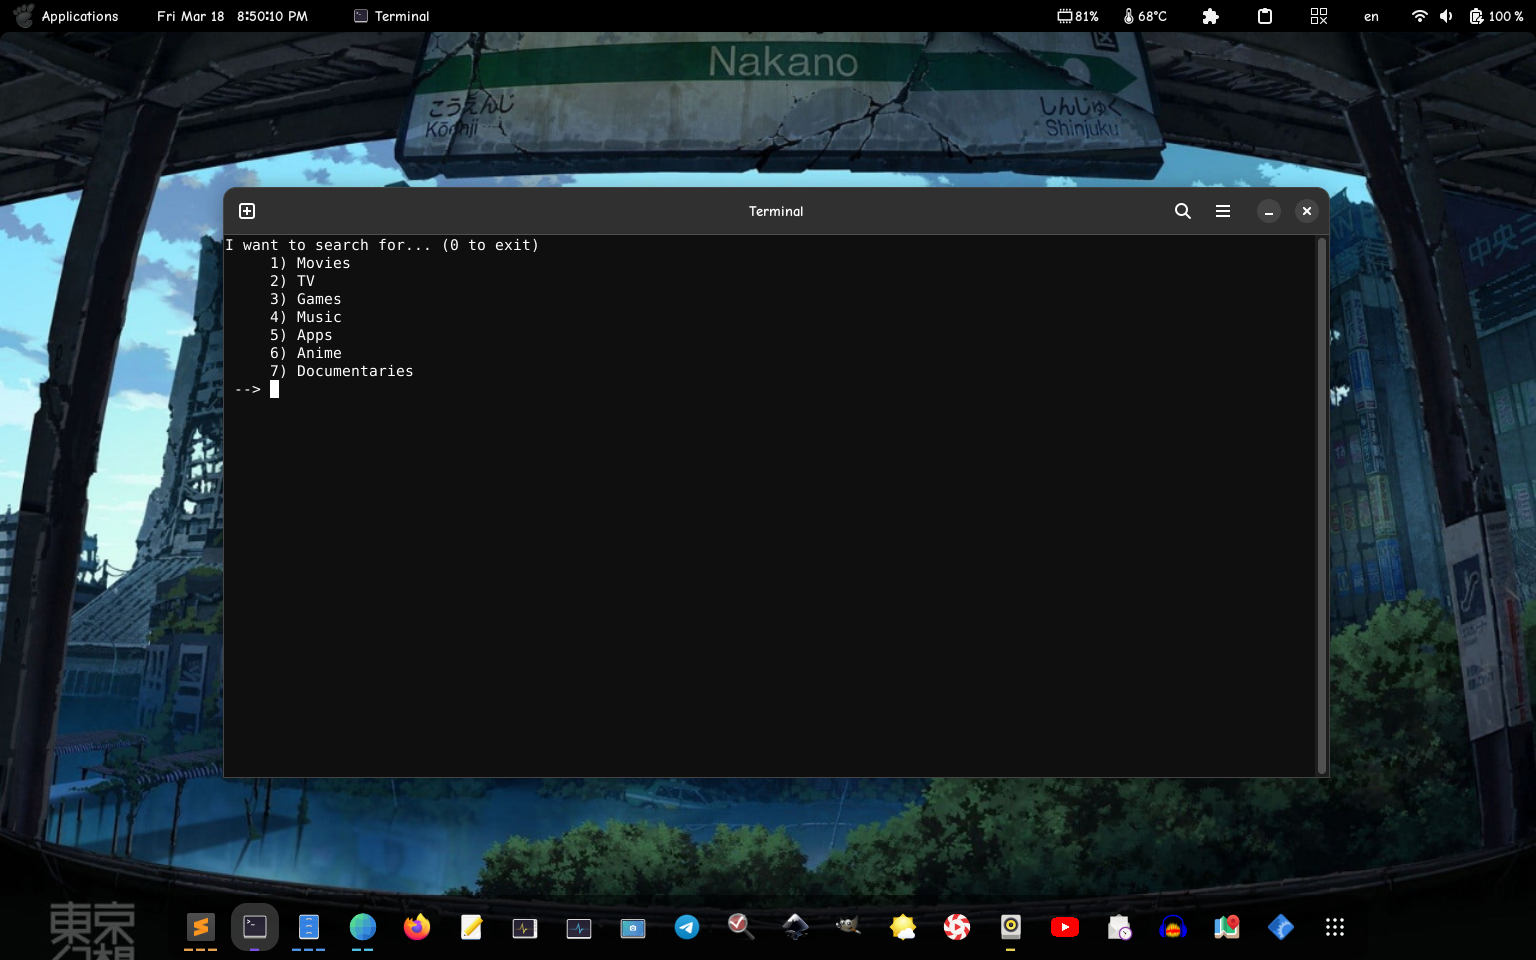 Applications
Fri Mar 18 8:50:10 PM
Terminal
81%
68°C
en
100 %
Nakano
こうえんじ
Kōenji
しんじゅく
Shinjuku
Terminal
I want to search for... (0 to exit)
1) Movies
2) TV
3) Games
4) Music
5) Apps
6) Anime
7) Documentaries
-->
中央
東京
幻想